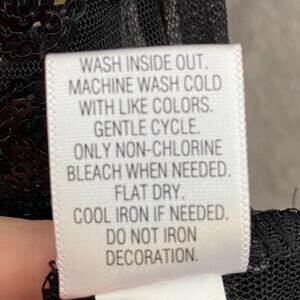 WASH INSIDE OUT.
MACHINE WASH COLD
WITH LIKE COLORS.
GENTLE CYCLE.
ONLY NON-CHLORINE
BLEACH WHEN NEEDED.
FLAT DRY.
COOL IRON IF NEEDED.
DO NOT IRON
DECORATION.